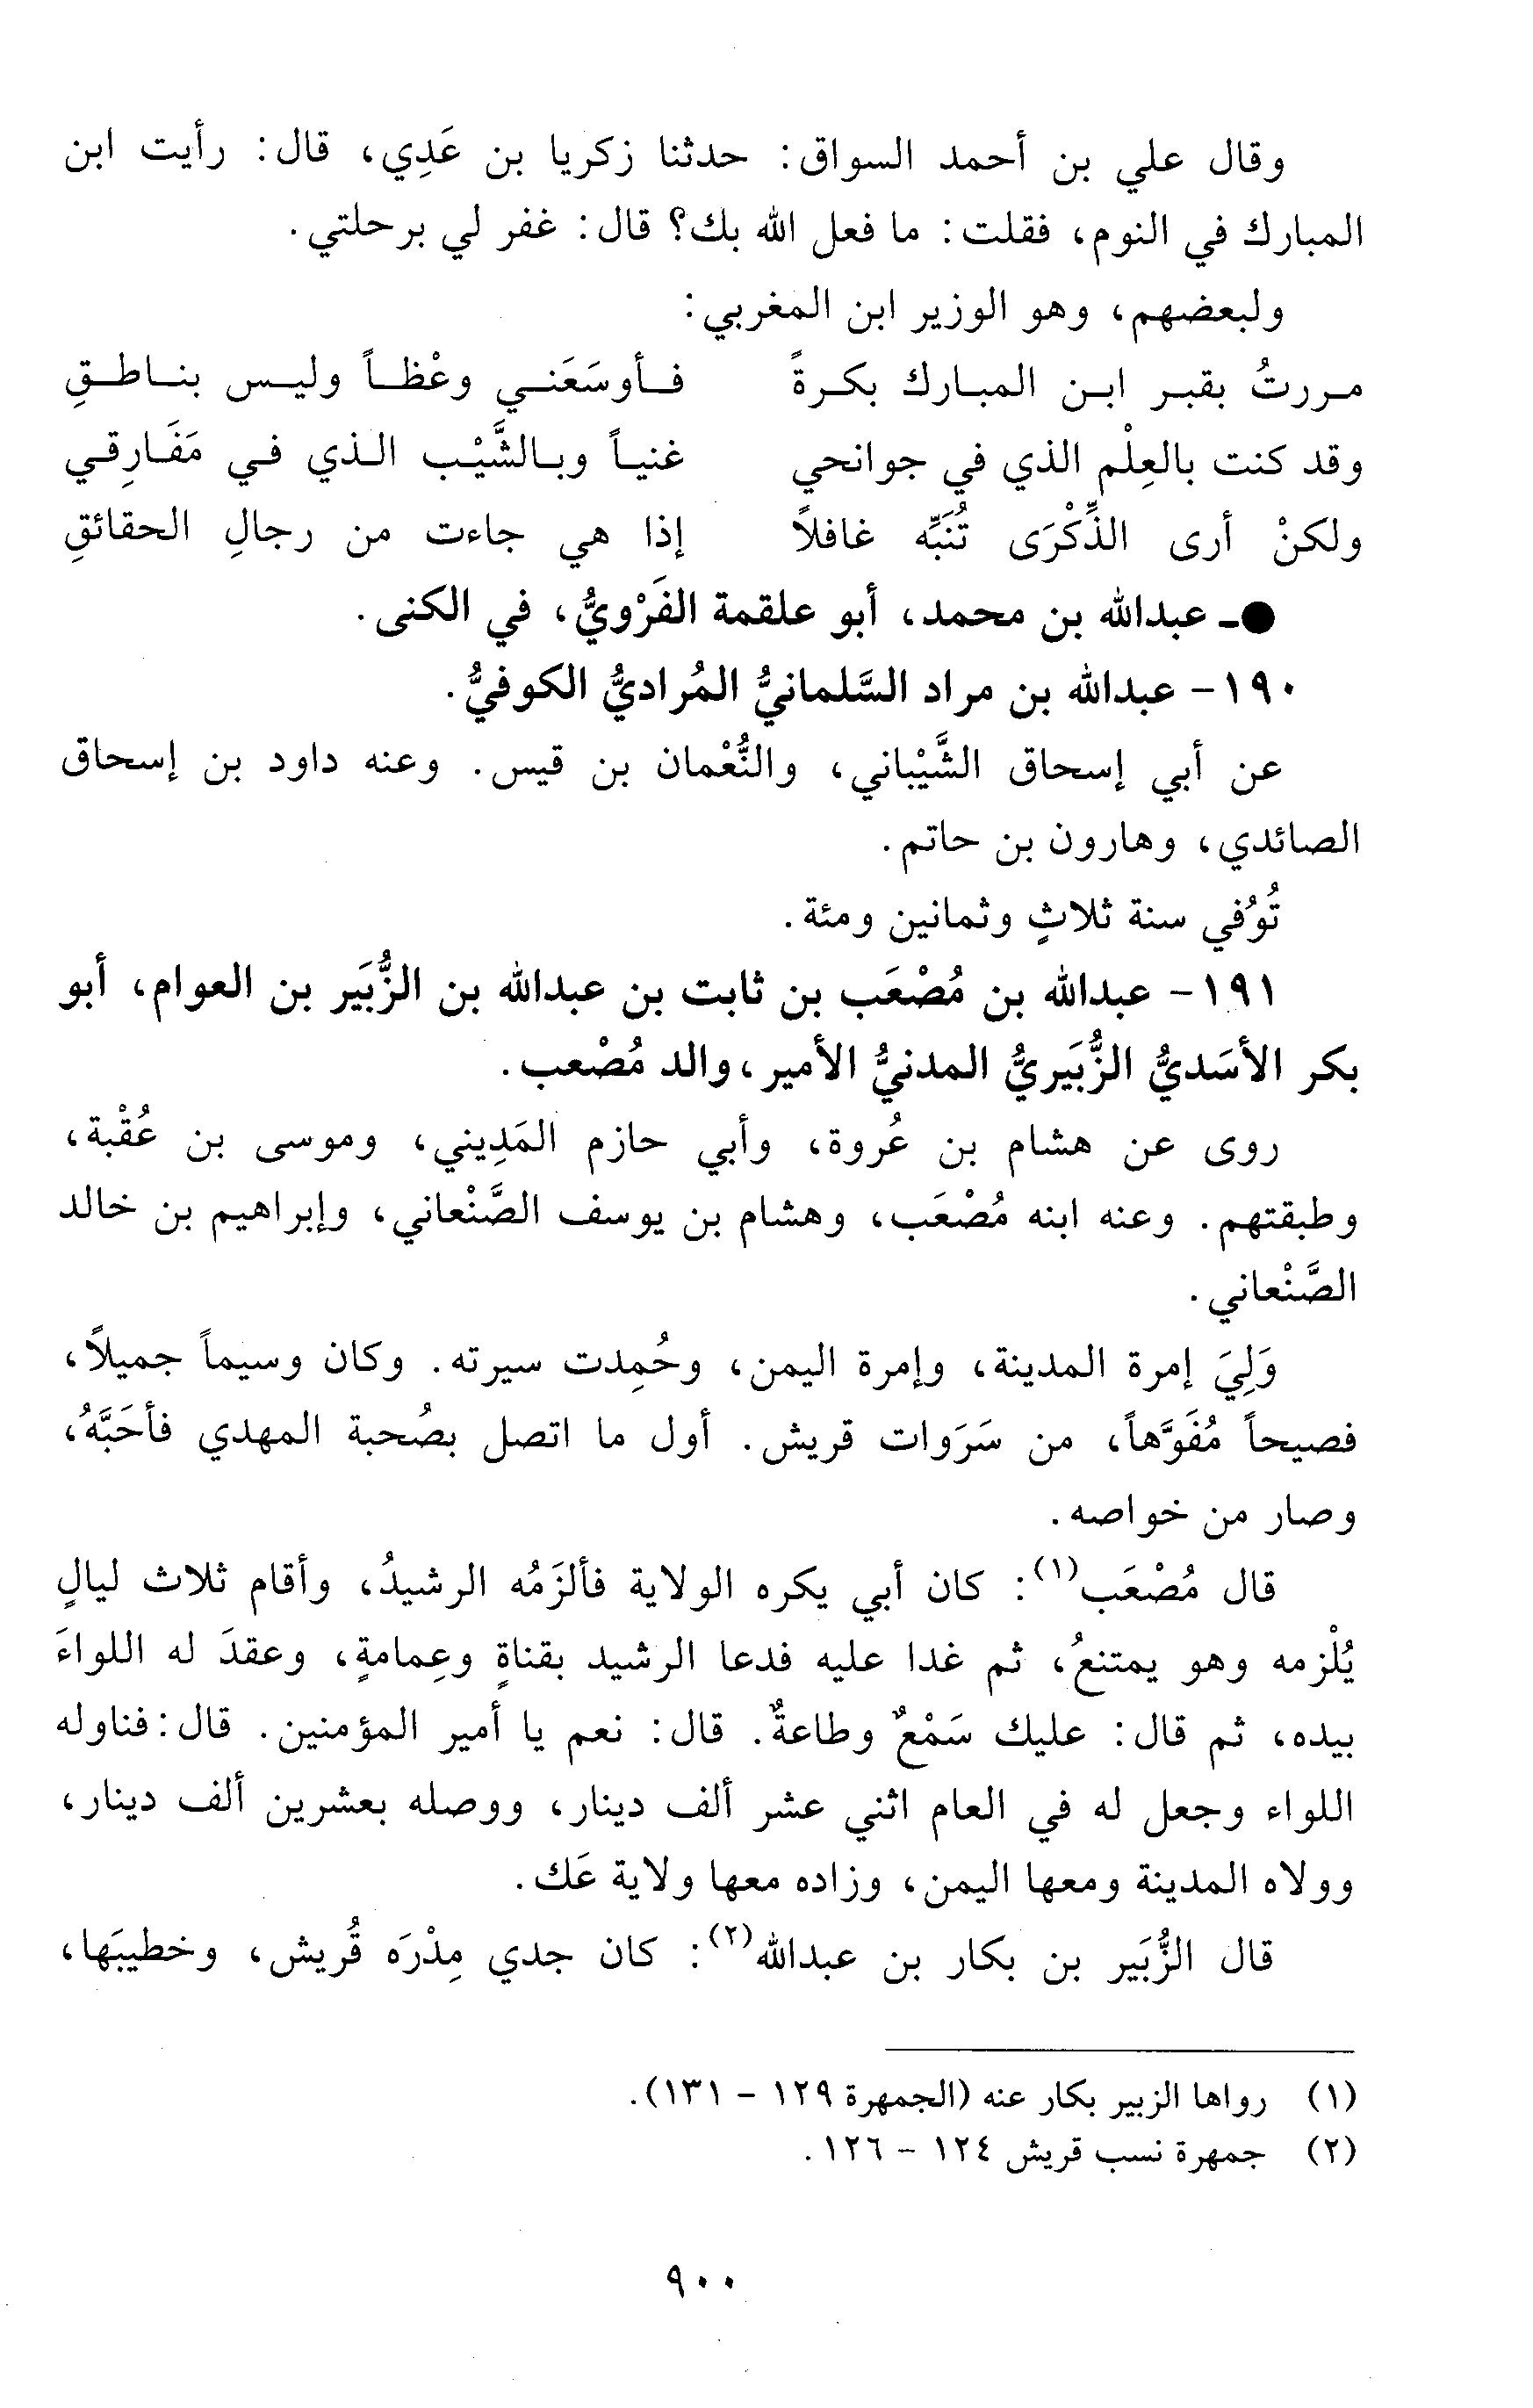 وقال علي بن أحمد السواق: حدثنا زكريا بن عَدِي، قال: رأيت ابن
المبارك في النوم، فقلت: ما فعل الله بك؟ قال: غفر لي برحلتي.
ولبعضهم، وهو الوزير ابن المغربي:
مررتُ بقبر ابن المبارك بكرةً فأوسَعَني وعْظاً وليس بناطقِ
وقد كنت بالعِلْم الذي في جوانحي غنياً وبالشَّيْب الذي في مَفَارِقي
ولكنْ أرى الذِّكْرَى تُنَبِّه غافلاً إذا هي جاءت من رجالِ الحقائقِ
●ـ عبدالله بن محمد، أبو علقمة الفَرْويُّ، في الكنى.
١٩٠- عبدالله بن مراد السَّلمانيُّ المُراديُّ الكوفيُّ.
عن أبي إسحاق الشَّيْباني، والنُّعْمان بن قيس. وعنه داود بن إسحاق
الصائدي، وهارون بن حاتم.
تُوُفي سنة ثلاثٍ وثمانين ومئة.
١٩١- عبدالله بن مُصْعَب بن ثابت بن عبدالله بن الزُّبَير بن العوام، أبو
بكر الأسَديُّ الزُّبَيريُّ المدنيُّ الأمير، والد مُصْعب.
روى عن هشام بن عُروة، وأبي حازم المَدِيني، وموسى بن عُقْبة،
وطبقتهم. وعنه ابنه مُصْعَب، وهشام بن يوسف الصَّنْعاني، وإبراهيم بن خالد
الصَّنْعاني.
وَلِيَ إمرة المدينة، وإمرة اليمن، وحُمِدت سيرته. وكان وسيماً جميلاً،
فصيحاً مُفَوَّهاً، من سَرَوات قريش. أول ما اتصل بصُحبة المهدي فأحَبَّهُ،
وصار من خواصه.
قال مُصْعَب(١): كان أبي يكره الولاية فألزَمُه الرشيدُ، وأقام ثلاث ليالٍ
يُلْزمه وهو يمتنعُ، ثم غدا عليه فدعا الرشيد بقناةٍ وعِمامةٍ، وعقدَ له اللواءَ
بيده، ثم قال: عليك سَمْعٌ وطاعةٌ. قال: نعم يا أمير المؤمنين. قال: فناوله
اللواء وجعل له في العام اثني عشر ألف دينار، ووصله بعشرين ألف دينار،
وولاه المدينة ومعها اليمن، وزاده معها ولاية عَك.
قال الزُّبَير بن بكار بن عبدالله(٢): كان جدي مِدْرَه قُريش، وخطيبَها،
(١) رواها الزبير بكار عنه (الجمهرة ١٢٩ - ١٣١).
(٢) جمهرة نسب قريش ١٢٤ - ١٢٦.
٩٠٠